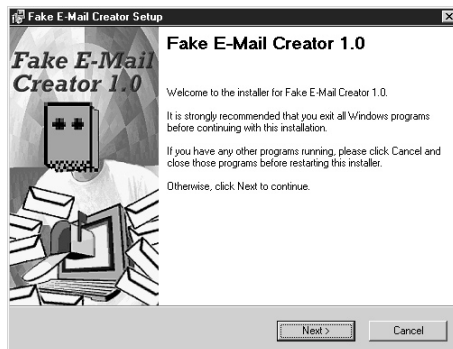 Fake E-Mail Creator Setup
Fake E-Mail
Creator 1.0
Fake E-Mail Creator 1.0
Welcome to the installer for Fake E-Mail Creator 1.0.
It is strongly recommended that you exit all Windows programs
before continuing with this installation.
If you have any other programs running, please click Cancel and
close those programs before restarting this installer.
Otherwise, click Next to continue.
Next >
Cancel